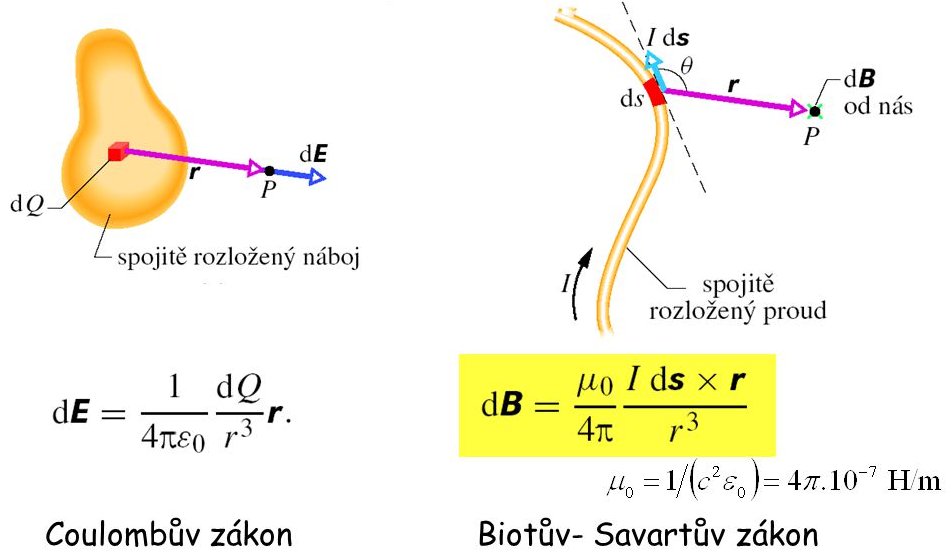 dQ
r
P
dE
spojitě rozložený náboj
I ds
θ
ds
r
dB
od nás
P
I
spojitě
rozložený proud
dE = 1/(4πε₀) dQ/r³ r.
dB = μ₀/(4π) (I ds × r)/r³
μ₀ = 1/(c²ε₀) = 4π.10⁻⁷ H/m
Coulombův zákon
Biotův- Savartův zákon